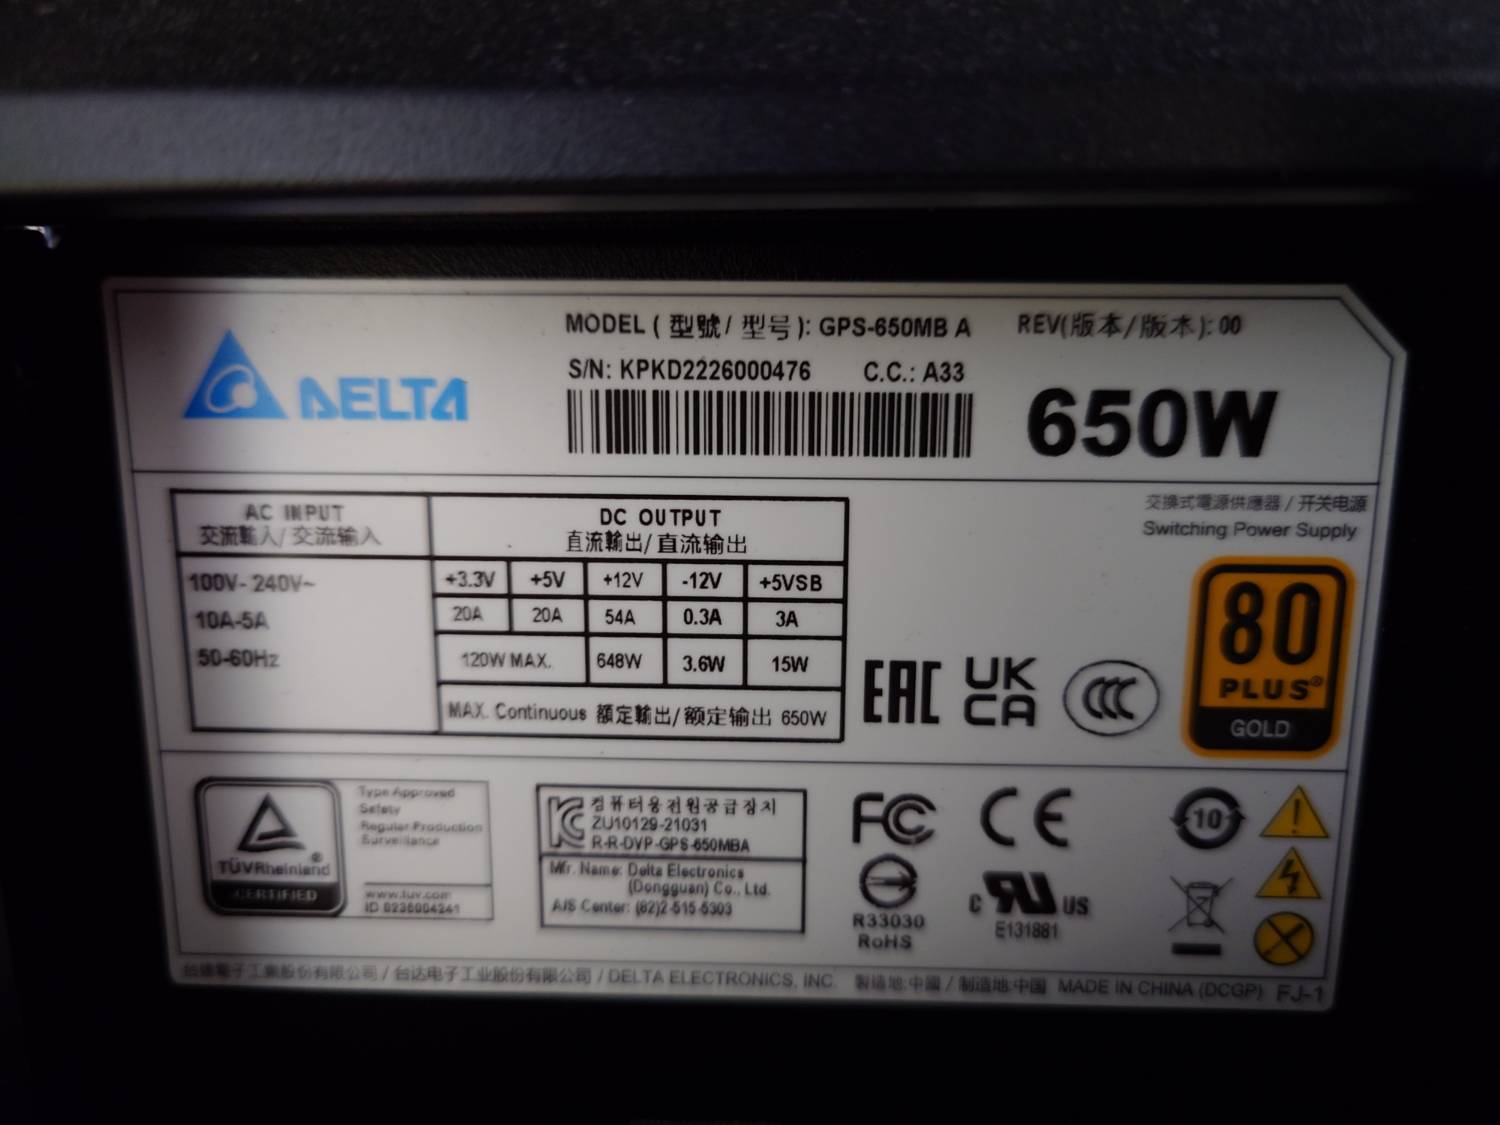 DELTA
MODEL ( 型號/ 型号 ): GPS-650MB A
REV(版本/版本): 00
S/N: KPKD2226000476
C.C.: A33
650W
AC INPUT
交流輸入/ 交流输入
DC OUTPUT
直流輸出/ 直流输出
100V- 240V~
10A-5A
50-60Hz
+3.3V +5V +12V -12V +5VSB
20A 20A 54A 0.3A 3A
120W MAX. 648W 3.6W 15W
MAX. Continuous 額定輸出/ 额定输出 650W
交換式電源供應器 / 开关电源
Switching Power Supply
80
PLUS®
GOLD
EAC
UK
CA
CCC
TÜVRheinland®
CERTIFIED
Type Approved
Safety
Regular Production
Surveillance
www.tuv.com
ID 0236004241
KC
컴퓨터용전원공급장치
ZU10129-21031
R-R-DVP-GPS-650MBA
Mfr. Name: Delta Electronics
(Dongguan) Co., Ltd.
A/S Center: (82)2-515-5303
FC
CE
10
R33030
RoHS
c RU US
E131881
台達電子工業股份有限公司 / 台达电子工业股份有限公司 / DELTA ELECTRONICS, INC. 製造地:中國 / 制造地:中国 MADE IN CHINA (DCGP) FJ-1